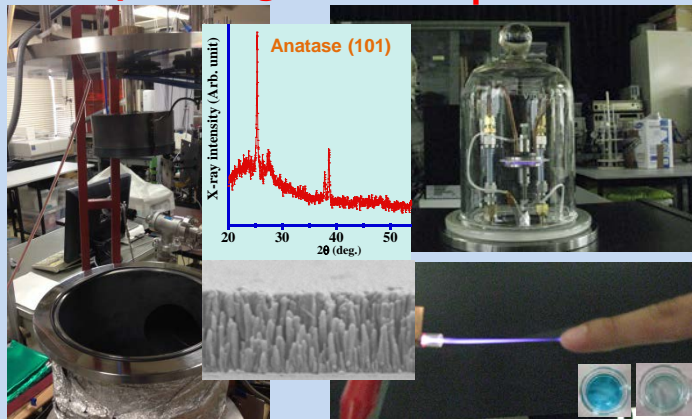 Anatase (101)
X-ray intensity (Arb. unit)
20 30 40 50
2θ (deg.)